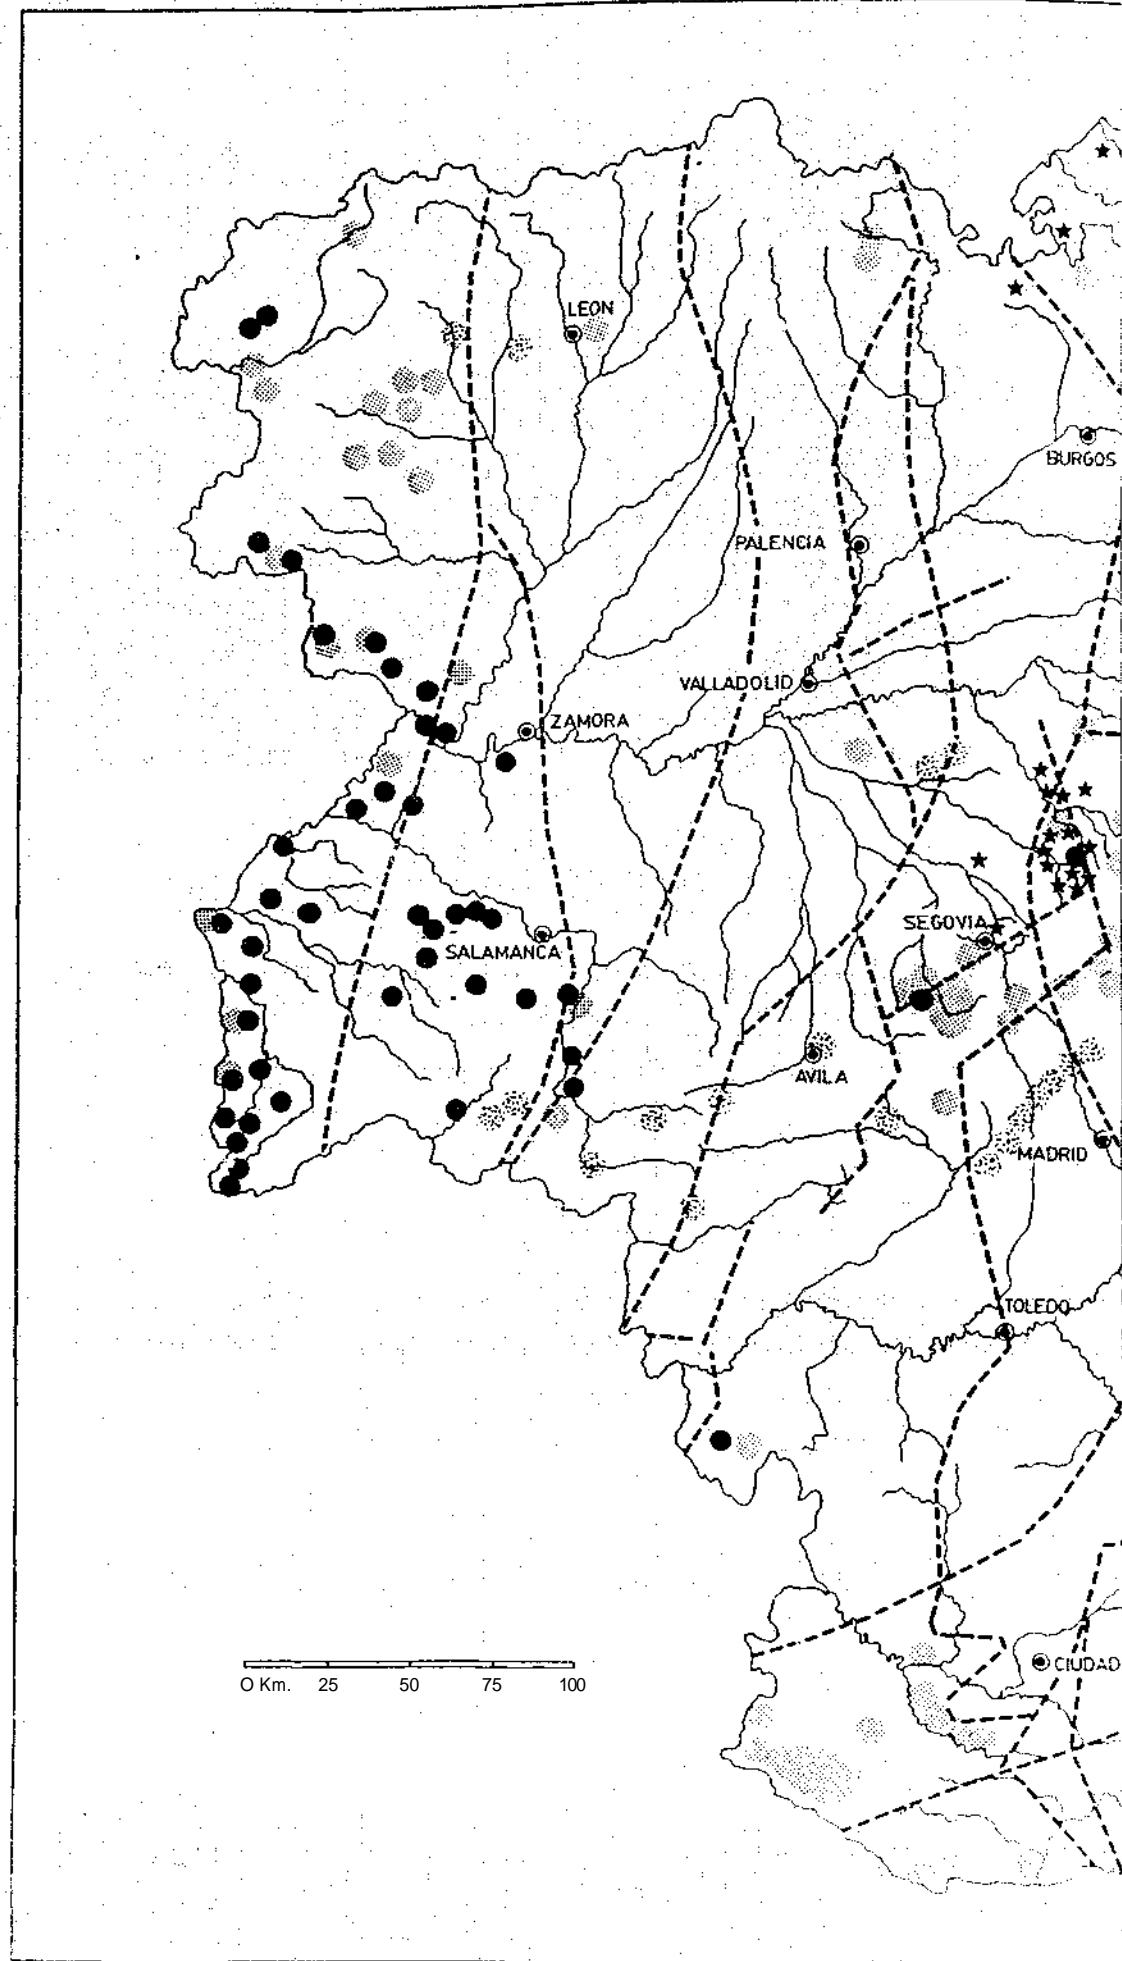 LEON
BURGOS
PALENCIA
VALLADOLID
ZAMORA
SEGOVIA
SALAMANCA
AVILA
MADRID
TOLEDO
CIUDAD
O Km. 25 50 75 100